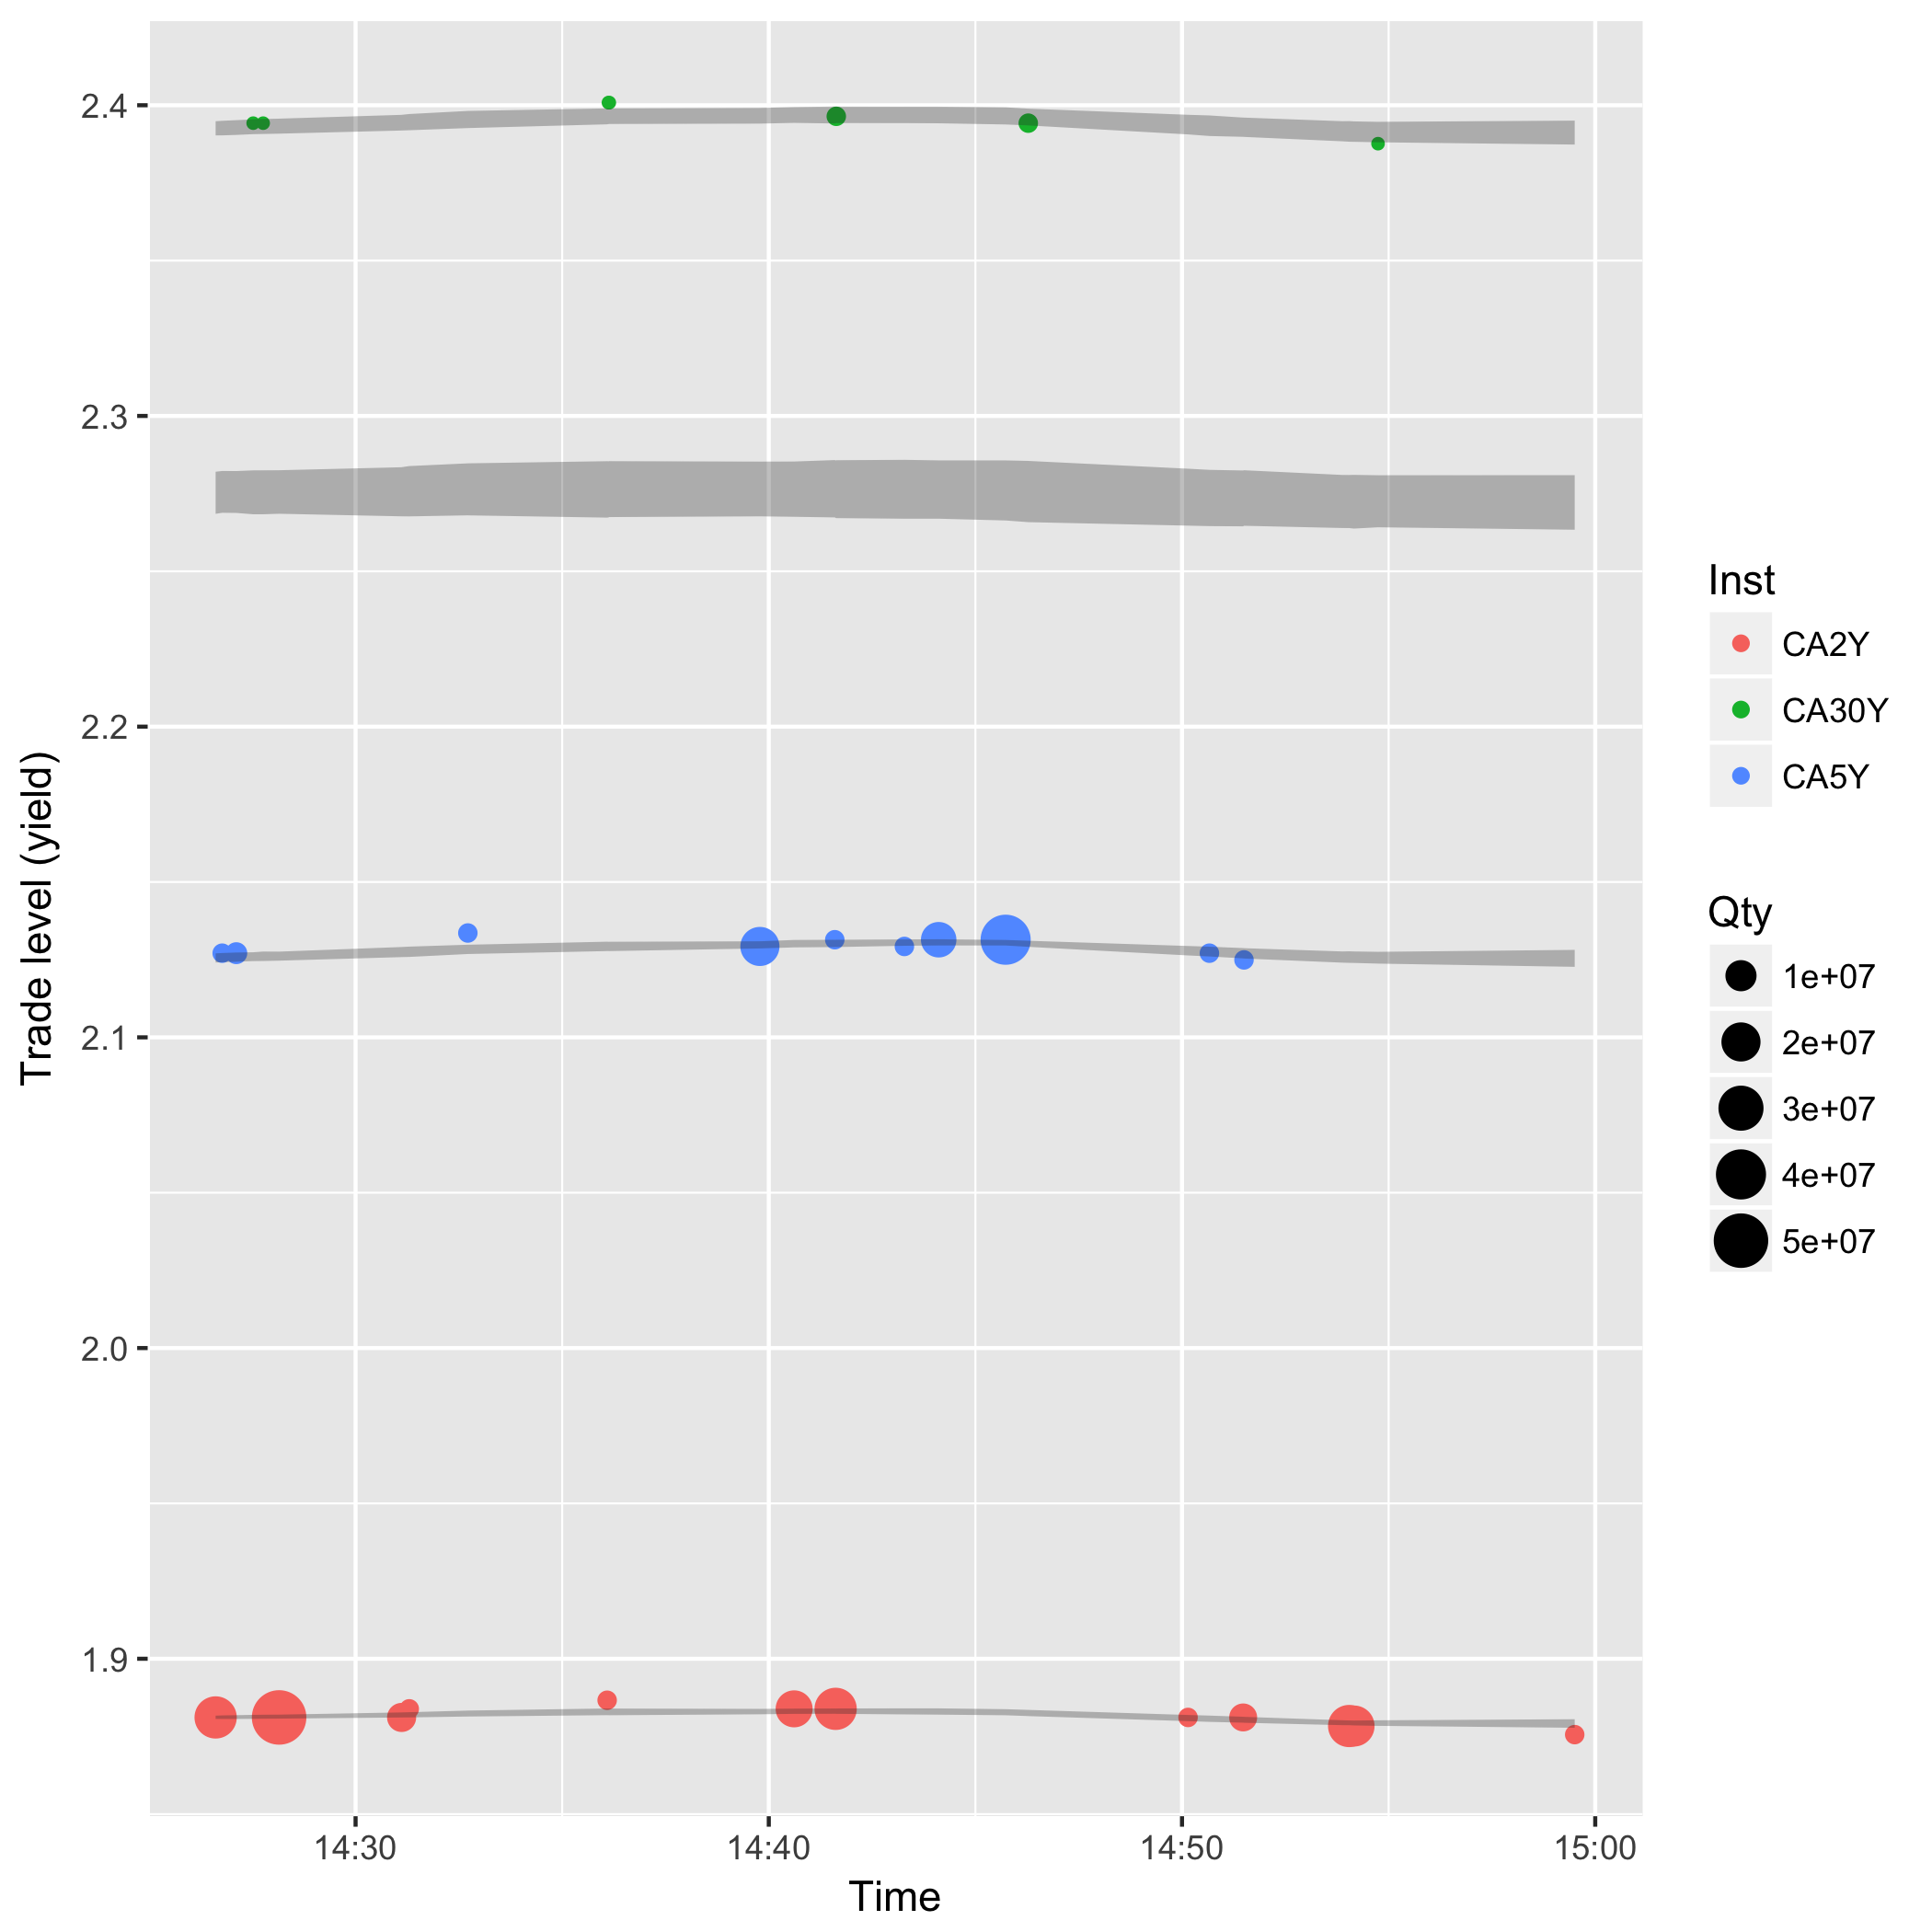 Trade level (yield)
2.4
2.3
2.2
2.1
2.0
1.9
14:30
14:40
14:50
15:00
Time
Inst
CA2Y
CA30Y
CA5Y
Qty
1e+07
2e+07
3e+07
4e+07
5e+07